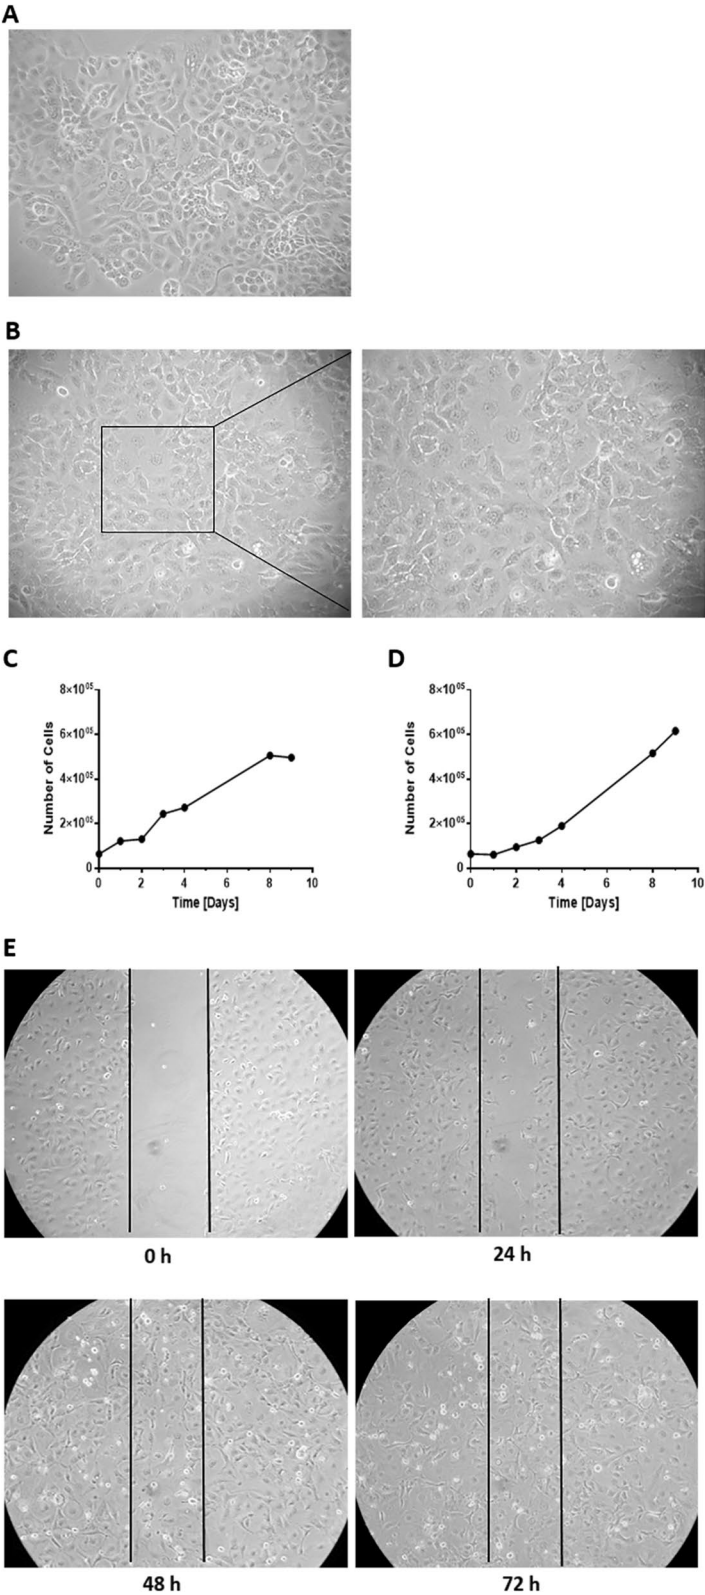 A
B
C
D
8×10⁰⁵
6×10⁰⁵
4×10⁰⁵
2×10⁰⁵
0
Number of Cells
0 2 4 6 8 10
Time [Days]
8×10⁰⁵
6×10⁰⁵
4×10⁰⁵
2×10⁰⁵
0
Number of Cells
0 2 4 6 8 10
Time [Days]
E
0 h
24 h
48 h
72 h